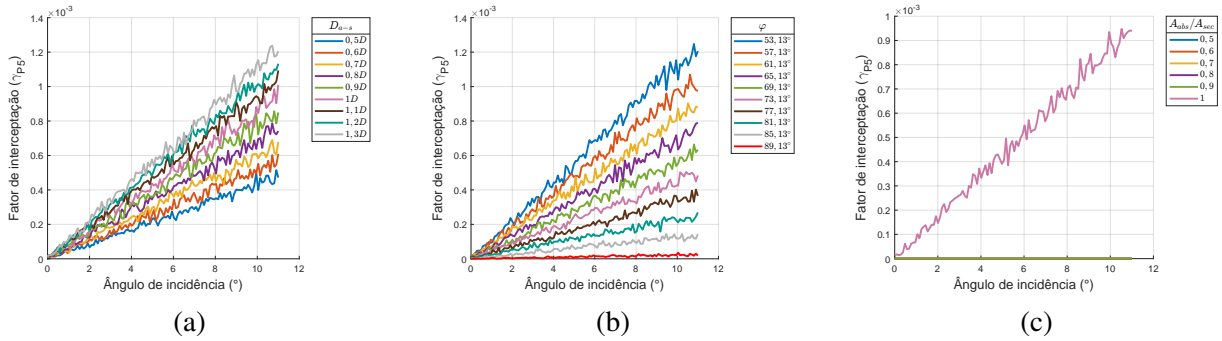 ×10⁻³
1.4
1.2
1
0.8
0.6
0.4
0.2
0
0 2 4 6 8 10 12
Fator de interceptação (γP5)
Ângulo de incidência (°)
D_{a−s}
0,5D
0,6D
0,7D
0,8D
0,9D
1D
1,1D
1,2D
1,3D
(a)
×10⁻³
1.4
1.2
1
0.8
0.6
0.4
0.2
0
0 2 4 6 8 10 12
Fator de interceptação (γP5)
Ângulo de incidência (°)
φ
53,13°
57,13°
61,13°
65,13°
69,13°
73,13°
77,13°
81,13°
85,13°
89,13°
(b)
×10⁻³
1
0.9
0.8
0.7
0.6
0.5
0.4
0.3
0.2
0.1
0
0 2 4 6 8 10 12
Fator de interceptação (γP5)
Ângulo de incidência (°)
A_{abs}/A_{sec}
0,5
0,6
0,7
0,8
0,9
1
(c)